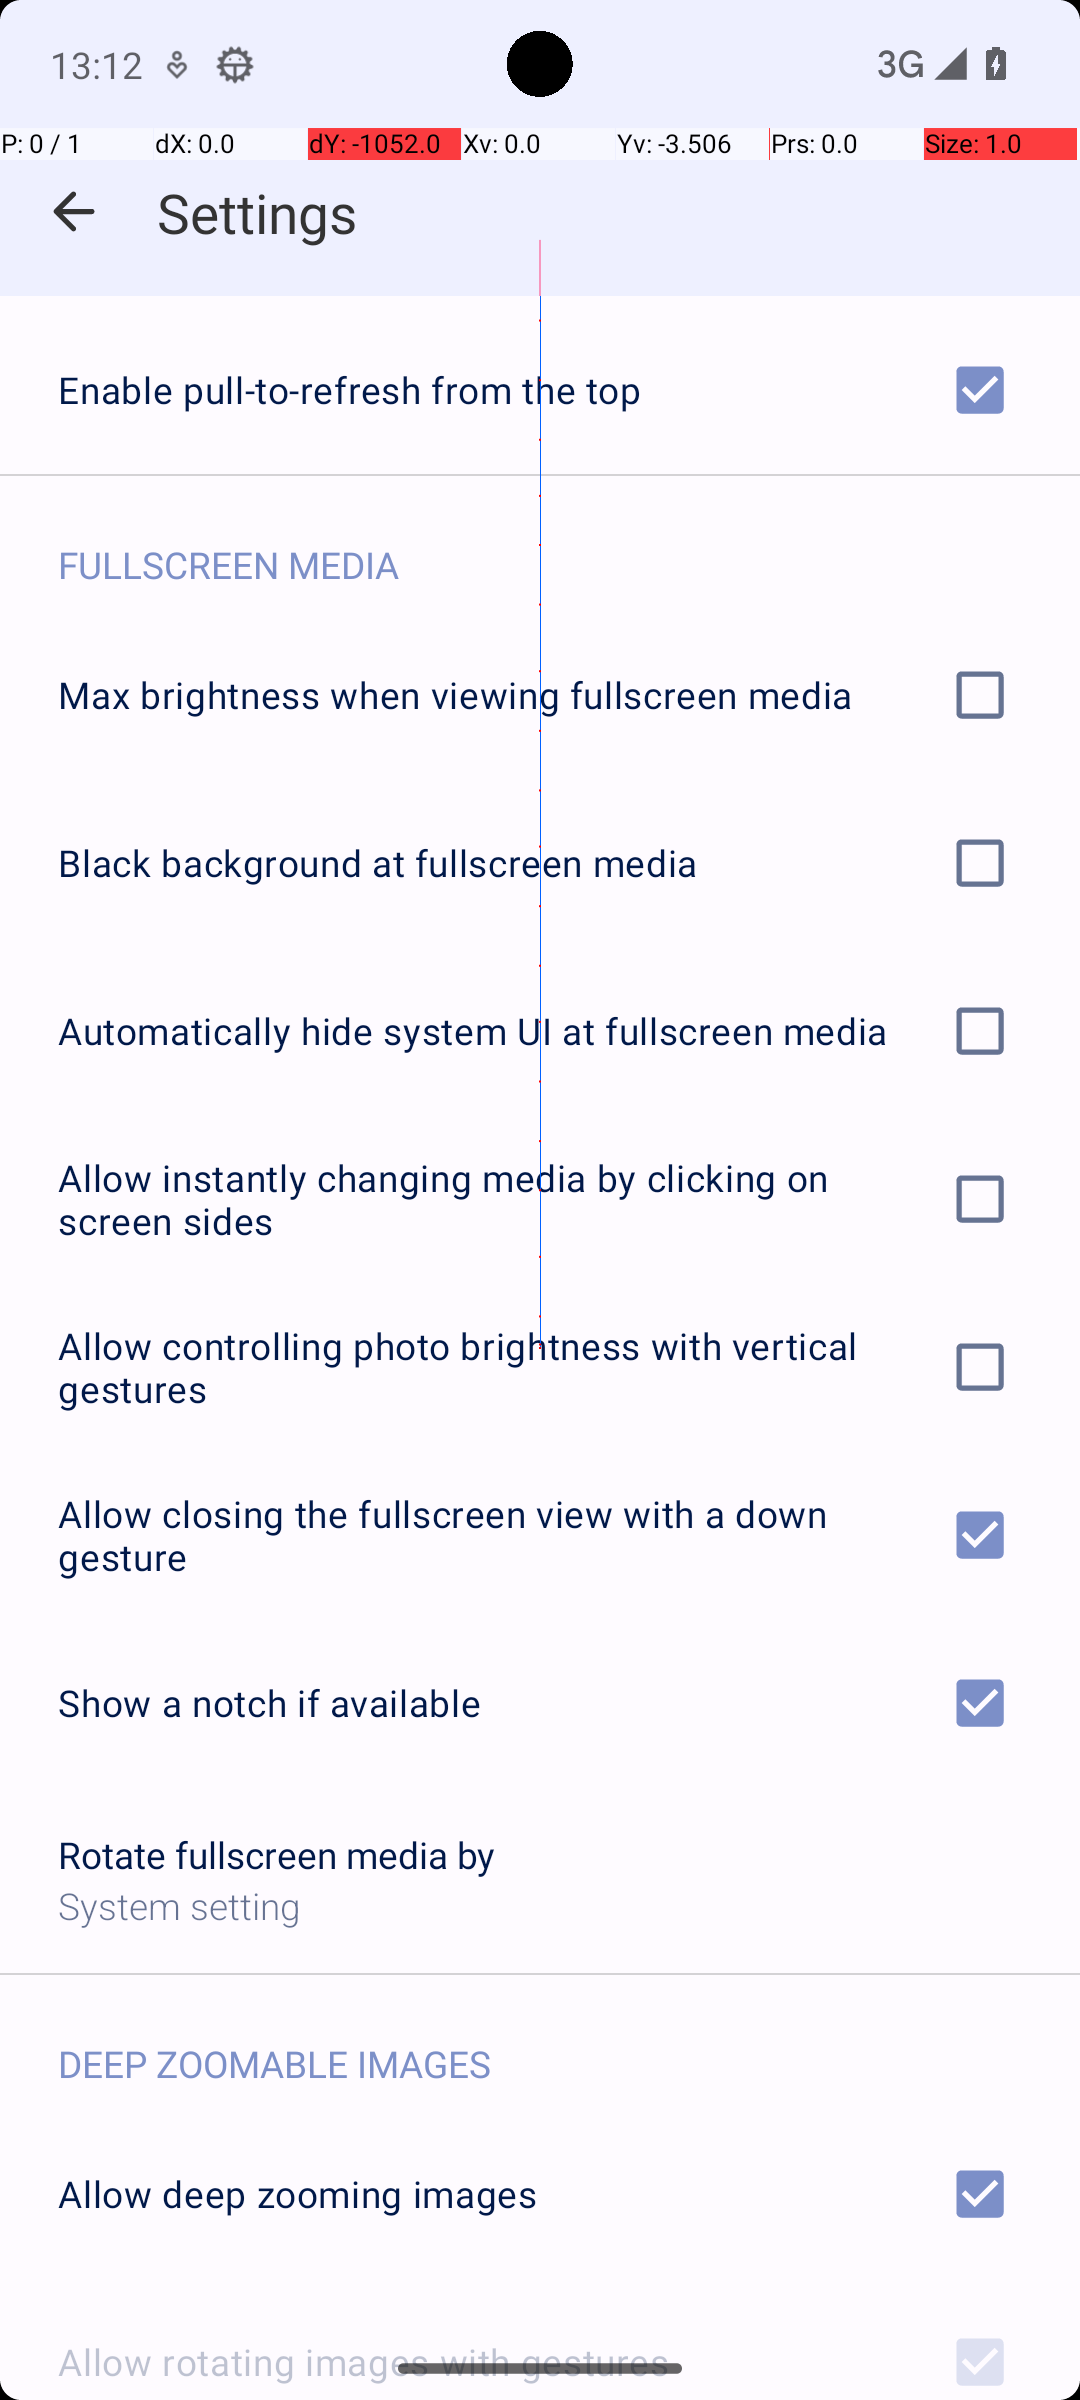 13:12
3G
P: 0 / 1 dX: 0.0 dY: -1052.0 Xv: 0.0 Yv: -3.506 Prs: 0.0 Size: 1.0
Settings
Enable pull-to-refresh from the top
FULLSCREEN MEDIA
Max brightness when viewing fullscreen media
Black background at fullscreen media
Automatically hide system UI at fullscreen media
Allow instantly changing media by clicking on
screen sides
Allow controlling photo brightness with vertical
gestures
Allow closing the fullscreen view with a down
gesture
Show a notch if available
Rotate fullscreen media by
System setting
DEEP ZOOMABLE IMAGES
Allow deep zooming images
Allow rotating images with gestures